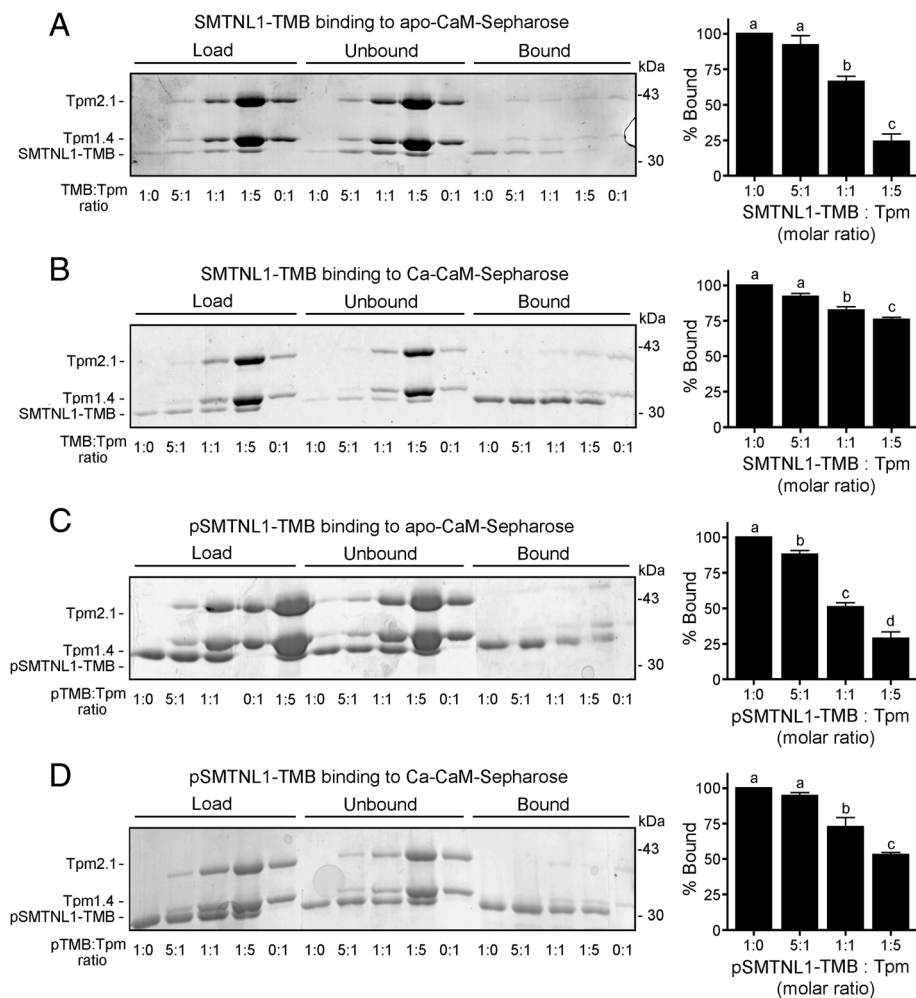 A
SMTNL1-TMB binding to apo-CaM-Sepharose
Load Unbound Bound
kDa
Tpm2.1-
-43
Tpm1.4 -
SMTNL1-TMB -
- 30
TMB:Tpm 1:0 5:1 1:1 1:5 0:1 1:0 5:1 1:1 1:5 0:1 1:0 5:1 1:1 1:5 0:1
ratio
% Bound
100
75
50
25
0
a a b c
1:0 5:1 1:1 1:5
SMTNL1-TMB : Tpm
(molar ratio)
B
SMTNL1-TMB binding to Ca-CaM-Sepharose
Load Unbound Bound
kDa
-43
Tpm2.1-
Tpm1.4 -
SMTNL1-TMB -
- 30
TMB:Tpm 1:0 5:1 1:1 1:5 0:1 1:0 5:1 1:1 1:5 0:1 1:0 5:1 1:1 1:5 0:1
ratio
% Bound
100
75
50
25
0
a a b c
1:0 5:1 1:1 1:5
SMTNL1-TMB : Tpm
(molar ratio)
C
pSMTNL1-TMB binding to apo-CaM-Sepharose
Load Unbound Bound
kDa
-43
Tpm2.1-
Tpm1.4 -
pSMTNL1-TMB -
- 30
pTMB:Tpm 1:0 5:1 1:1 0:1 1:5 1:0 5:1 1:1 1:5 0:1 1:0 5:1 1:1 1:5 0:1
ratio
% Bound
100
75
50
25
0
a b c d
1:0 5:1 1:1 1:5
pSMTNL1-TMB : Tpm
(molar ratio)
D
pSMTNL1-TMB binding to Ca-CaM-Sepharose
Load Unbound Bound
kDa
-43
Tpm2.1-
Tpm1.4 -
pSMTNL1-TMB -
- 30
pTMB:Tpm 1:0 5:1 1:1 1:5 0:1 1:0 5:1 1:1 1:5 0:1 1:0 5:1 1:1 1:5 0:1
ratio
% Bound
100
75
50
25
0
a a b c
1:0 5:1 1:1 1:5
pSMTNL1-TMB : Tpm
(molar ratio)